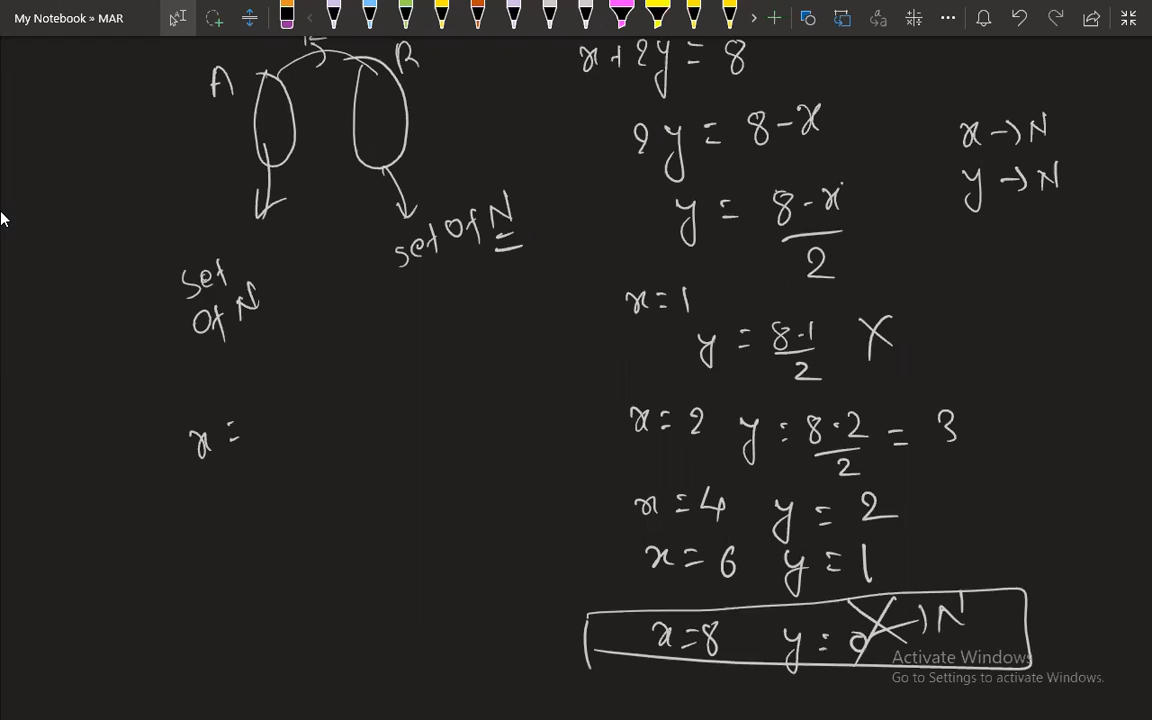 My Notebook » MAR
A R B
set of N
set
of N
x =
x + 2y = 8
2y = 8 - x
y = 8 - x / 2
x → N
y → N
x = 1
y = 8 - 1 / 2 X
x = 2 y = 8 - 2 / 2 = 3
x = 4 y = 2
x = 6 y = 1
x = 8 y = 0 → N
Activate Windows
Go to Settings to activate Windows.